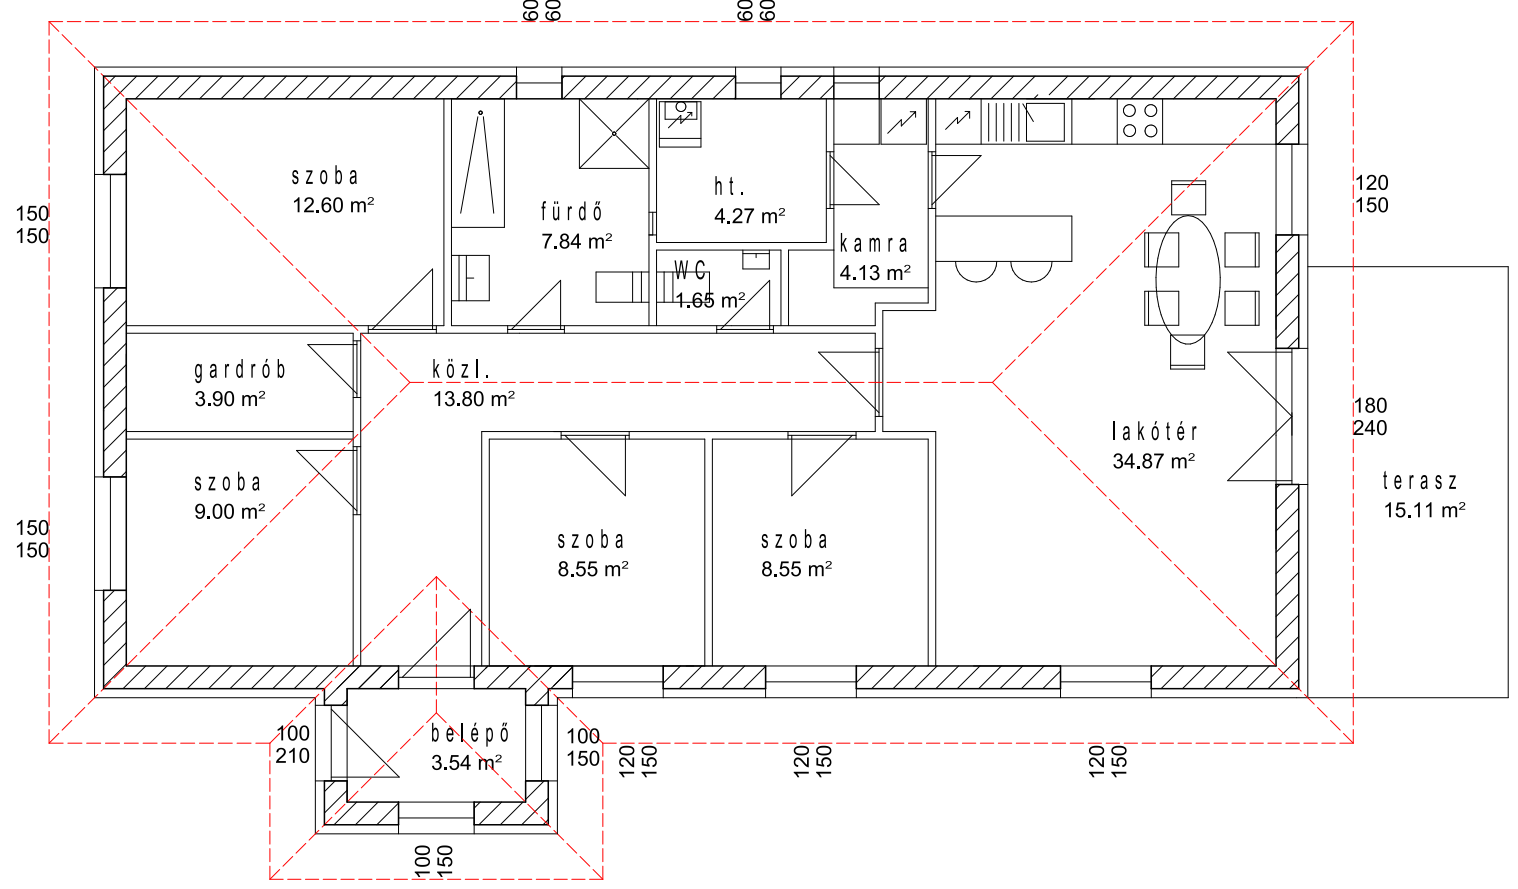 60
60
60
60
szoba
12.60 m²
fürdő
7.84 m²
ht.
4.27 m²
kamra
4.13 m²
WC
1.65 m²
150
150
120
150
gardrób
3.90 m²
közl.
13.80 m²
180
240
lakótér
34.87 m²
terasz
15.11 m²
szoba
9.00 m²
150
150
szoba
8.55 m²
szoba
8.55 m²
100
210
belépő
3.54 m²
100
150
120
150
120
150
120
150
100
150